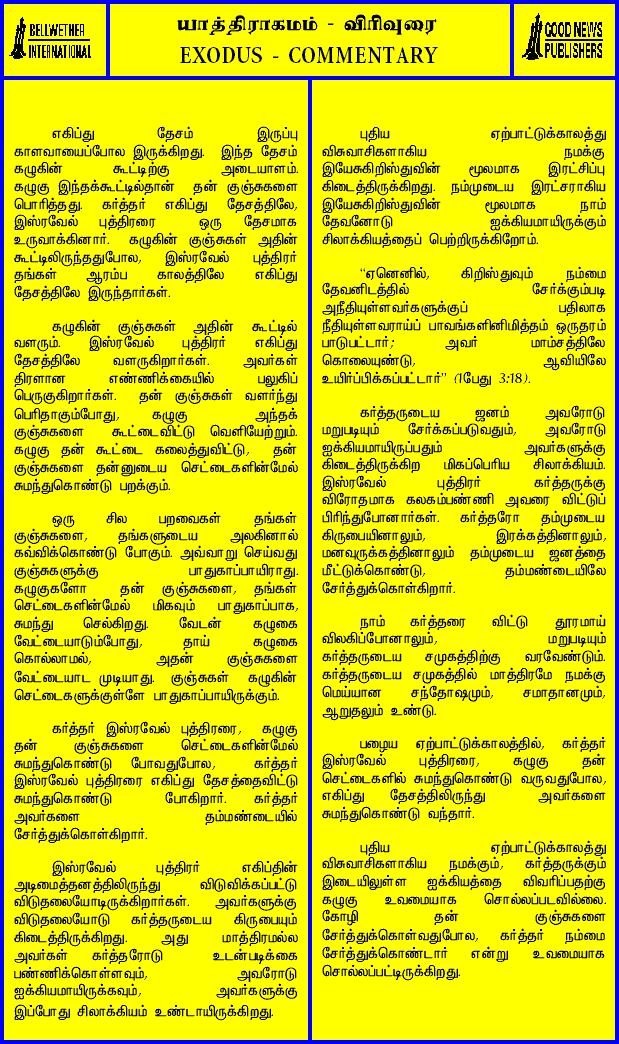 BELLWETHER
INTERNATIONAL
யாத்திராகமம் - விரிவுரை
EXODUS - COMMENTARY
GOOD NEWS
PUBLISHERS
எகிப்து தேசம் இருப்பு
காளவாயைப்போல இருக்கிறது. இந்த தேசம்
கழுகின் கூட்டிற்கு அடையாளம்.
கழுகு இந்தக்கூட்டில்தான் தன் குஞ்சுகளை
பொரித்தது. கர்த்தர் எகிப்து தேசத்திலே,
இஸ்ரவேல் புத்திரரை ஒரு தேசமாக
உருவாக்கினார். கழுகின் குஞ்சுகள் அதின்
கூட்டிலிருந்ததுபோல, இஸ்ரவேல் புத்திரர்
தங்கள் ஆரம்ப காலத்திலே எகிப்து
தேசத்திலே இருந்தார்கள்.
கழுகின் குஞ்சுகள் அதின் கூட்டில்
வளரும். இஸ்ரவேல் புத்திரர் எகிப்து
தேசத்திலே வளருகிறார்கள். அவர்கள்
திரளான எண்ணிக்கையில் பலுகிப்
பெருகுகிறார்கள். தன் குஞ்சுகள் வளர்ந்து
பெரிதாகும்போது, கழுகு அந்தக்
குஞ்சுகளை கூட்டைவிட்டு வெளியேற்றும்.
கழுகு தன் கூட்டை கலைத்துவிட்டு, தன்
குஞ்சுகளை தன்னுடைய செட்டைகளின்மேல்
சுமந்துகொண்டு பறக்கும்.
ஒரு சில பறவைகள் தங்கள்
குஞ்சுகளை, தங்களுடைய அலகினால்
கவ்விக்கொண்டு போகும். அவ்வாறு செய்வது
குஞ்சுகளுக்கு பாதுகாப்பாயிராது.
கழுகுகளோ தன் குஞ்சுகளை, தங்கள்
செட்டைகளின்மேல் மிகவும் பாதுகாப்பாக,
சுமந்து செல்கிறது. வேடன் கழுகை
வேட்டையாடும்போது, தாய் கழுகை
கொல்லாமல், அதன் குஞ்சுகளை
வேட்டையாட முடியாது. குஞ்சுகள் கழுகின்
செட்டைகளுக்குள்ளே பாதுகாப்பாயிருக்கும்.
கர்த்தர் இஸ்ரவேல் புத்திரரை, கழுகு
தன் குஞ்சுகளை செட்டைகளின்மேல்
சுமந்துகொண்டு போவதுபோல, கர்த்தர்
இஸ்ரவேல் புத்திரரை எகிப்து தேசத்தைவிட்டு
சுமந்துகொண்டு போகிறார். கர்த்தர்
அவர்களை தம்மண்டையில்
சேர்த்துக்கொள்கிறார்.
இஸ்ரவேல் புத்திரர் எகிப்தின்
அடிமைத்தனத்திலிருந்து விடுவிக்கப்பட்டு
விடுதலையோடிருக்கிறார்கள். அவர்களுக்கு
விடுதலையோடு கர்த்தருடைய கிருபையும்
கிடைத்திருக்கிறது. அது மாத்திரமல்ல
அவர்கள் கர்த்தரோடு உடன்படிக்கை
பண்ணிக்கொள்ளவும், அவரோடு
ஐக்கியமாயிருக்கவும், அவர்களுக்கு
இப்போது சிலாக்கியம் உண்டாயிருக்கிறது.
புதிய ஏற்பாட்டுக்காலத்து
விசுவாசிகளாகிய நமக்கு
இயேசுகிறிஸ்துவின் மூலமாக இரட்சிப்பு
கிடைத்திருக்கிறது. நம்முடைய இரட்சராகிய
இயேசுகிறிஸ்துவின் மூலமாக நாம்
தேவனோடு ஐக்கியமாயிருக்கும்
சிலாக்கியத்தைப் பெற்றிருக்கிறோம்.
“ஏனெனில், கிறிஸ்துவும் நம்மை
தேவனிடத்தில் சேர்க்கும்படி
அநீதியுள்ளவர்களுக்குப் பதிலாக
நீதியுள்ளவராய்ப் பாவங்களினிமித்தம் ஒருதரம்
பாடுபட்டார்; அவர் மாம்சத்திலே
கொலையுண்டு, ஆவியிலே
உயிர்ப்பிக்கப்பட்டார்” (1பேது 3:18).
கர்த்தருடைய ஜனம் அவரோடு
மறுபடியும் சேர்க்கப்படுவதும், அவரோடு
ஐக்கியமாயிருப்பதும் அவர்களுக்கு
கிடைத்திருக்கிற மிகப்பெரிய சிலாக்கியம்.
இஸ்ரவேல் புத்திரர் கர்த்தருக்கு
விரோதமாக கலகம்பண்ணி அவரை விட்டுப்
பிரிந்துபோனார்கள். கர்த்தரோ தம்முடைய
கிருபையினாலும், இரக்கத்தினாலும்,
மனவுருக்கத்தினாலும் தம்முடைய ஜனத்தை
மீட்டுக்கொண்டு, தம்மண்டையிலே
சேர்த்துக்கொள்கிறார்.
நாம் கர்த்தரை விட்டு தூரமாய்
விலகிப்போனாலும், மறுபடியும்
கர்த்தருடைய சமுகத்திற்கு வரவேண்டும்.
கர்த்தருடைய சமுகத்தில் மாத்திரமே நமக்கு
மெய்யான சந்தோஷமும், சமாதானமும்,
ஆறுதலும் உண்டு.
பழைய ஏற்பாட்டுக்காலத்தில், கர்த்தர்
இஸ்ரவேல் புத்திரரை, கழுகு தன்
செட்டைகளில் சுமந்துகொண்டு வருவதுபோல,
எகிப்து தேசத்திலிருந்து அவர்களை
சுமந்துகொண்டு வந்தார்.
புதிய ஏற்பாட்டுக்காலத்து
விசுவாசிகளாகிய நமக்கும், கர்த்தருக்கும்
இடையிலுள்ள ஐக்கியத்தை விவரிப்பதற்கு
கழுகு உவமையாக சொல்லப்படவில்லை.
கோழி தன் குஞ்சுகளை
சேர்த்துக்கொள்வதுபோல, கர்த்தர் நம்மை
சேர்த்துக்கொண்டார் என்று உவமையாக
சொல்லப்பட்டிருக்கிறது.